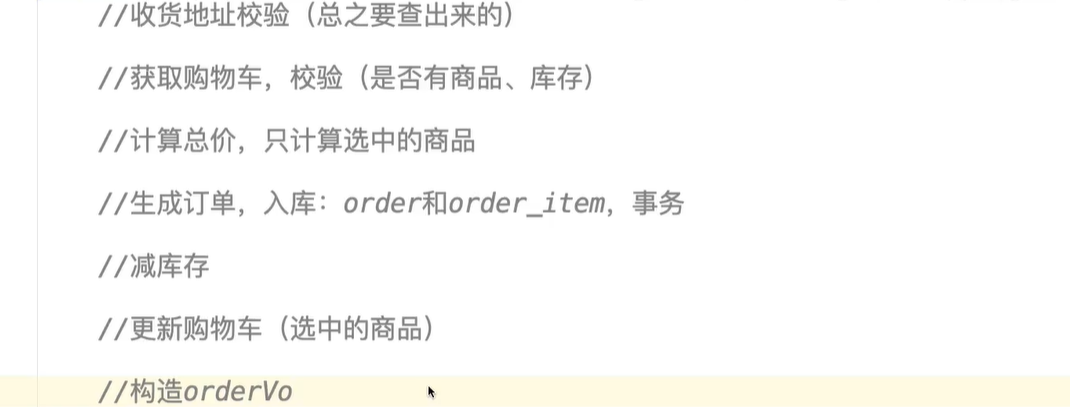 //收货地址校验（总之要查出来的）
//获取购物车，校验（是否有商品、库存）
//计算总价，只计算选中的商品
//生成订单，入库：order和order_item，事务
//减库存
//更新购物车（选中的商品）
//构造orderVo